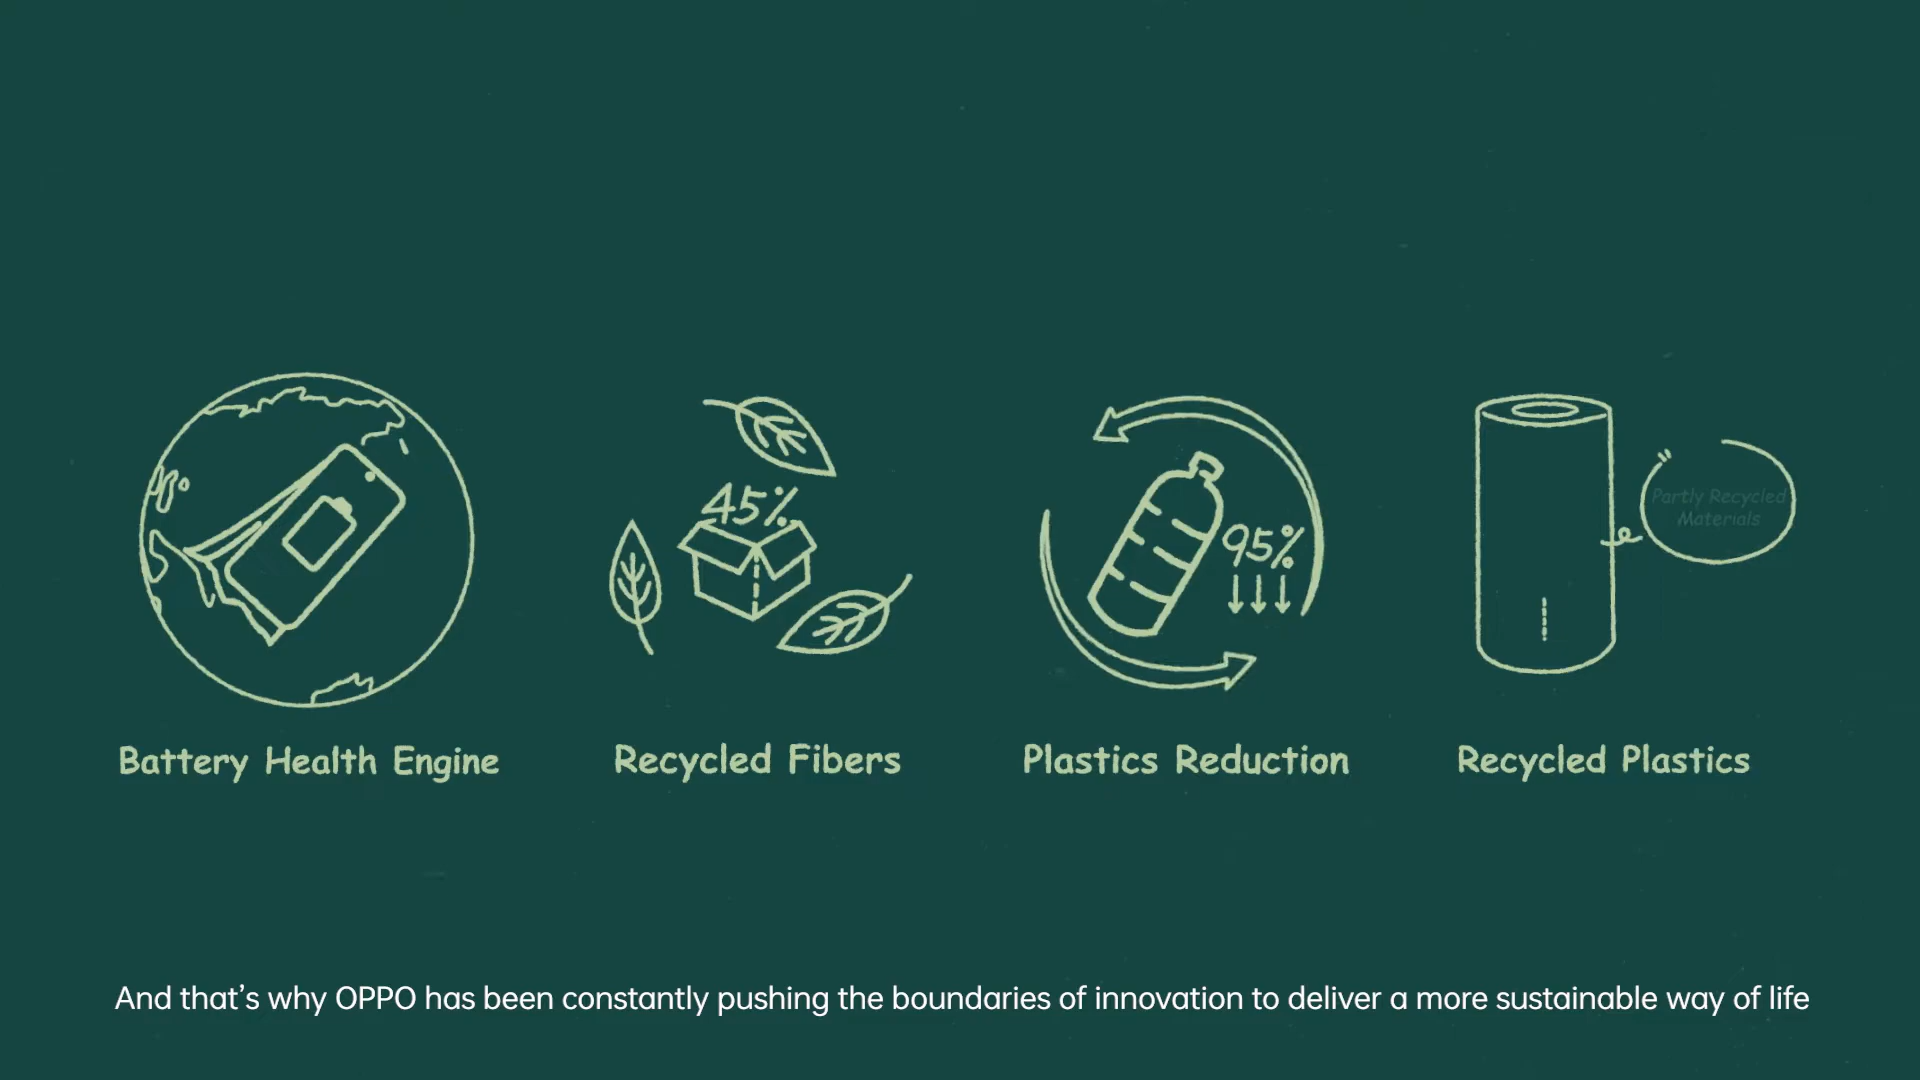 45%
95%
Partly Recycled
Materials
Battery Health Engine
Recycled Fibers
Plastics Reduction
Recycled Plastics
And that's why OPPO has been constantly pushing the boundaries of innovation to deliver a more sustainable way of life